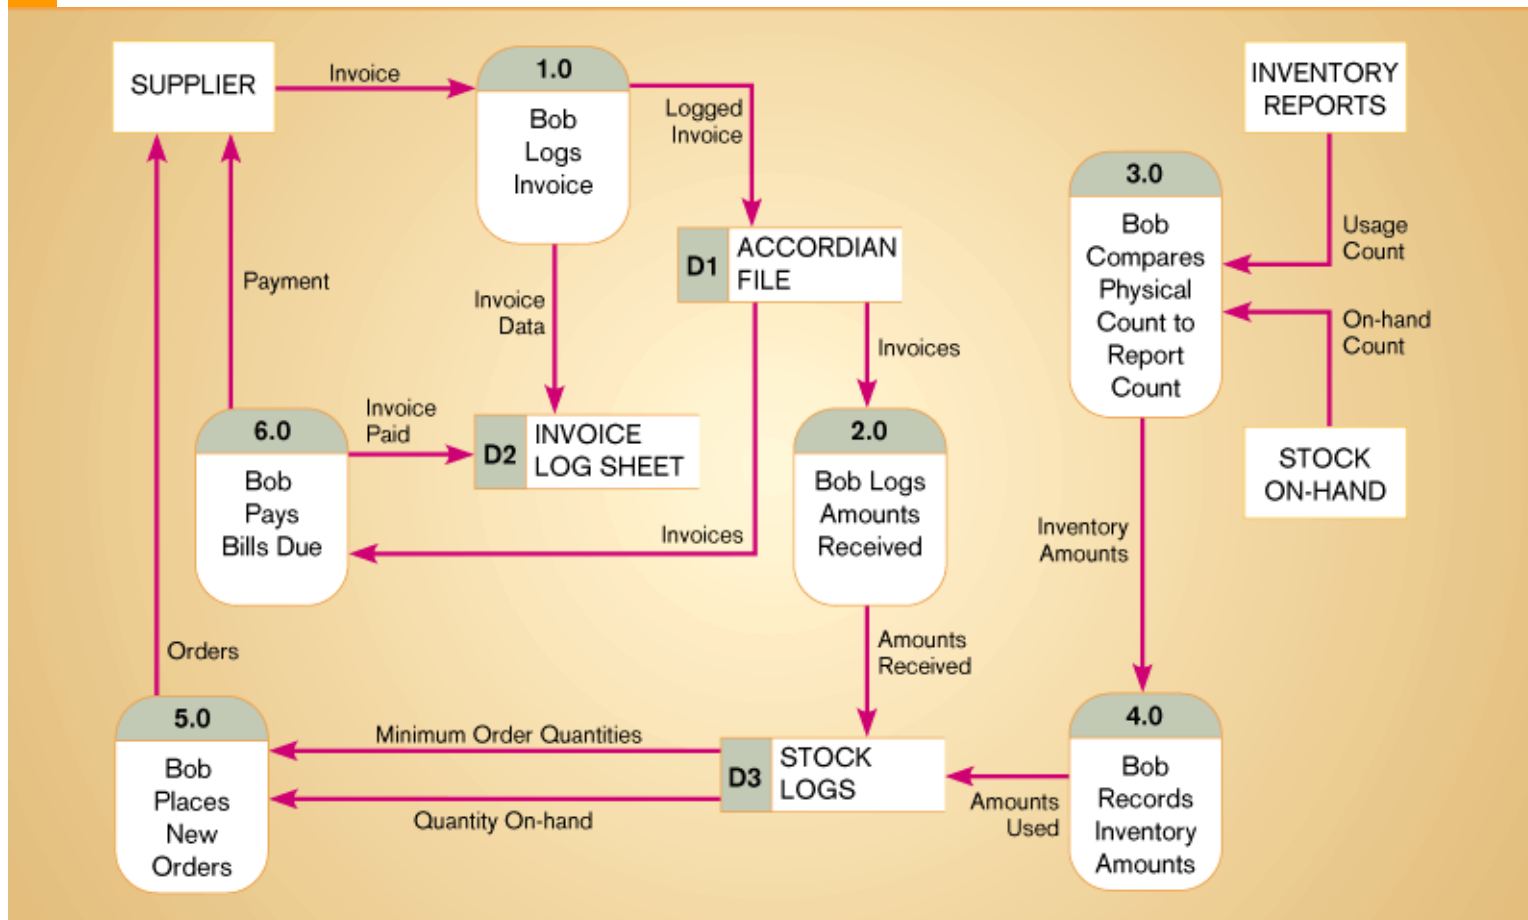 SUPPLIER
Invoice
1.0
Bob
Logs
Invoice
Logged
Invoice
INVENTORY
REPORTS
3.0
Bob
Compares
Physical
Count to
Report
Count
Usage
Count
On-hand
Count
STOCK
ON-HAND
Payment
Invoice
Data
D1
ACCORDIAN
FILE
Invoices
Invoice
Paid
6.0
Bob
Pays
Bills Due
D2
INVOICE
LOG SHEET
Invoices
2.0
Bob Logs
Amounts
Received
Inventory
Amounts
Orders
Amounts
Received
5.0
Bob
Places
New
Orders
Minimum Order Quantities
Quantity On-hand
D3
STOCK
LOGS
Amounts
Used
4.0
Bob
Records
Inventory
Amounts